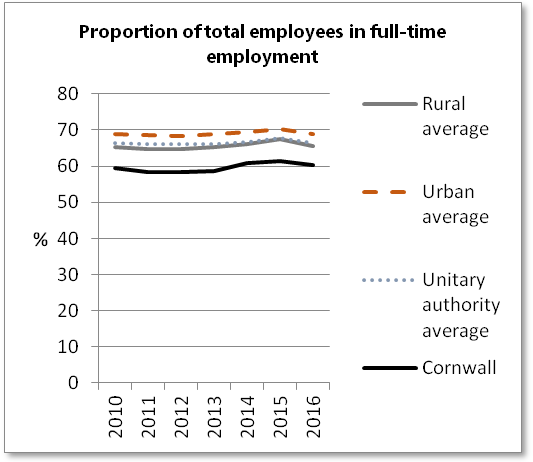 Proportion of total employees in full-time
employment
80
70
60
50
40
30
20
10
0
%
2010
2011
2012
2013
2014
2015
2016
Rural
average
Urban
average
Unitary
authority
average
Cornwall